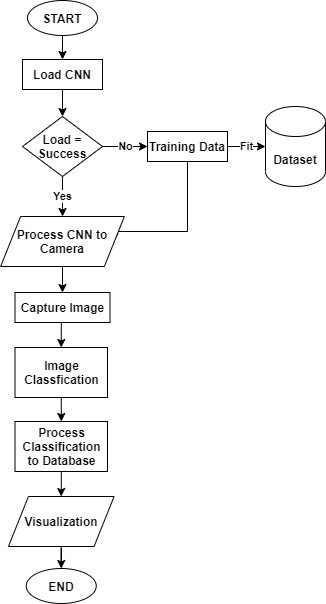 START
Load CNN
Load =
Success
No
Training Data
Fit
Dataset
Yes
Process CNN to
Camera
Capture Image
Image
Classfication
Process
Classification
to Database
Visualization
END